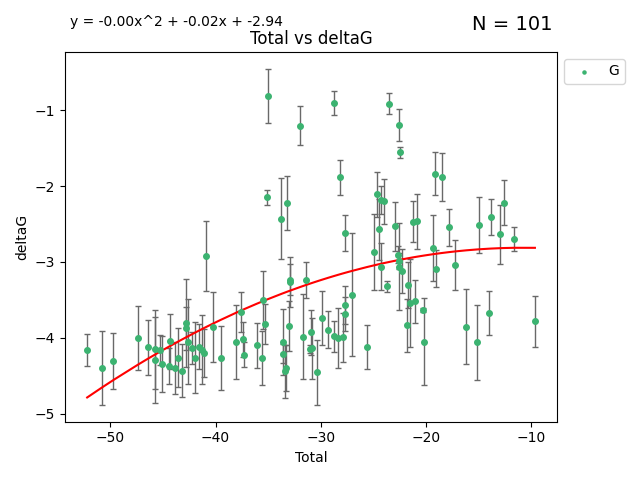 y = -0.00x^2 + -0.02x + -2.94
N = 101
Total vs deltaG
G
deltaG
−1
−2
−3
−4
−5
−50 −40 −30 −20 −10
Total